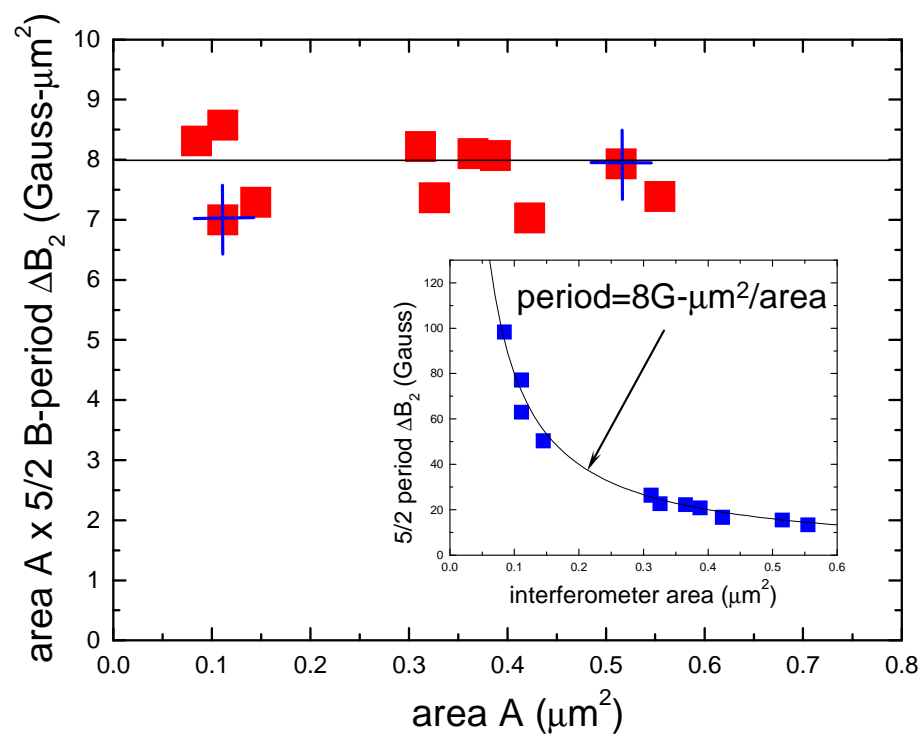 area A x 5/2 B-period ΔB₂ (Gauss-μm²)
10
9
8
7
6
5
4
3
2
1
0
0.0 0.1 0.2 0.3 0.4 0.5 0.6 0.7 0.8
area A (μm²)
period=8G-μm²/area
5/2 period ΔB₂ (Gauss)
120
100
80
60
40
20
0
0.0 0.1 0.2 0.3 0.4 0.5 0.6
interferometer area (μm²)